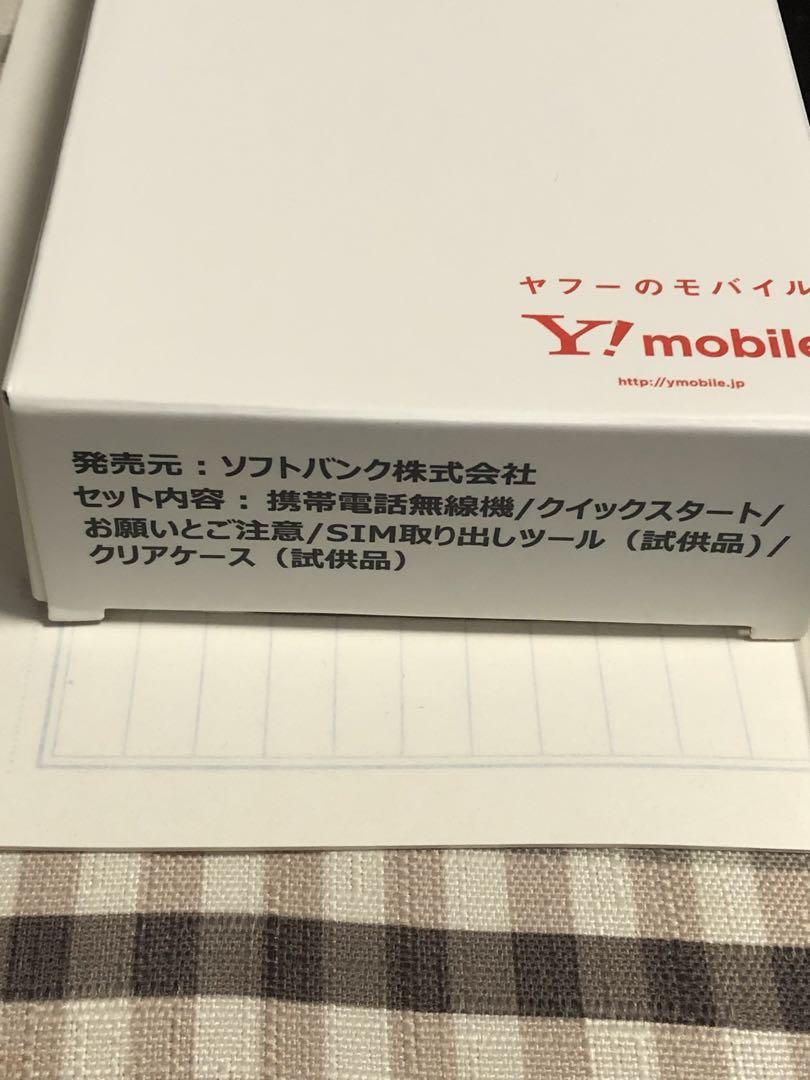 ヤフーのモバイル
Y! mobile
http://ymobile.jp
発売元：ソフトバンク株式会社
セット内容：携帯電話無線機/クイックスタート/
お願いとご注意/SIM取り出しツール（試供品）/
クリアケース（試供品）